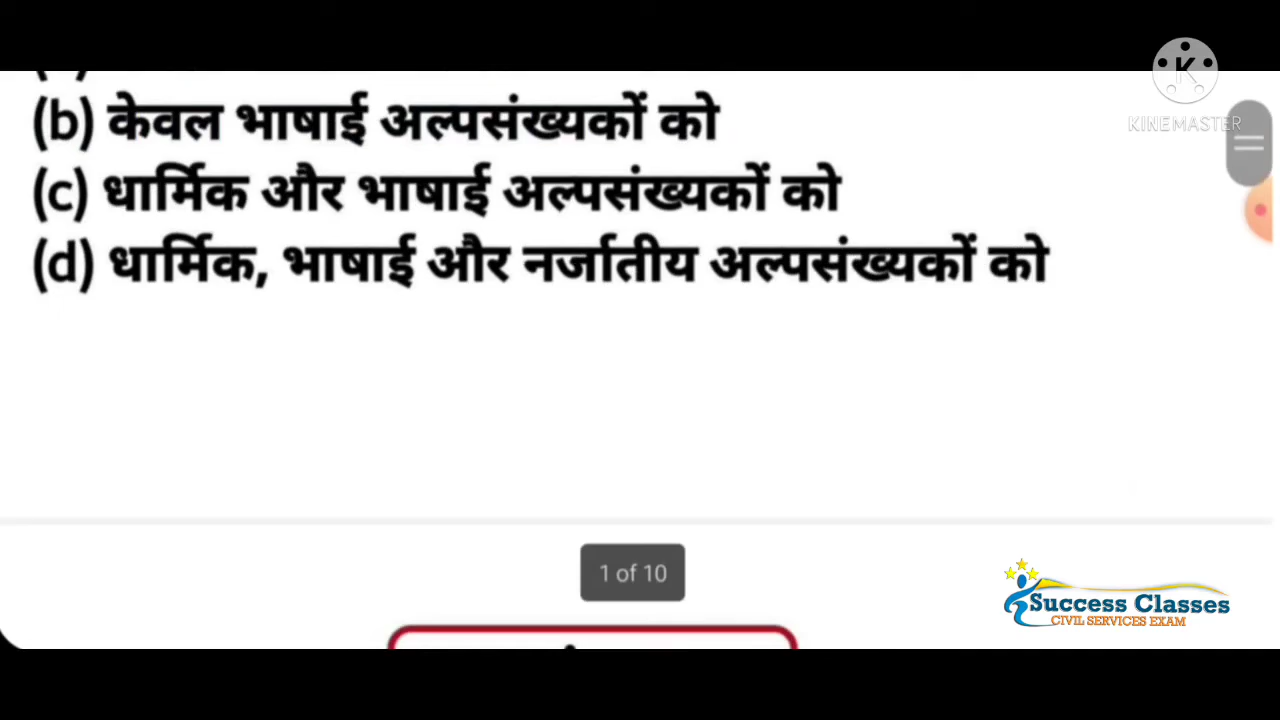 KINEMASTER
(b) केवल भाषाई अल्पसंख्यकों को
(c) धार्मिक और भाषाई अल्पसंख्यकों को
(d) धार्मिक, भाषाई और नर्जातीय अल्पसंख्यकों को
1 of 10
Success Classes
CIVIL SERVICES EXAM